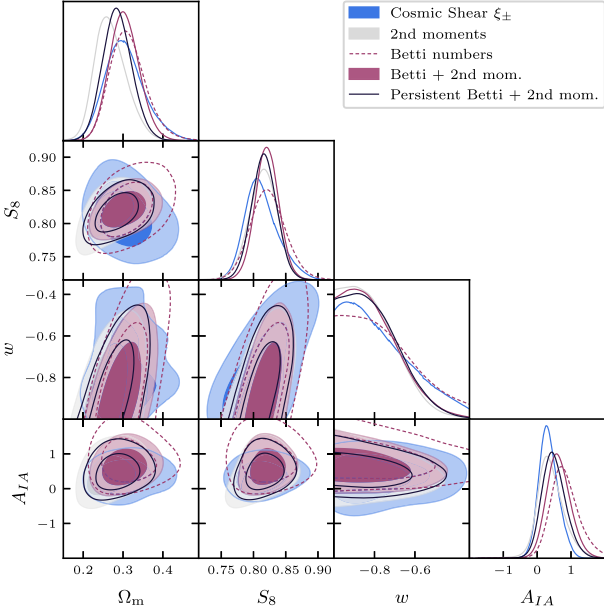 Cosmic Shear ξ±
2nd moments
Betti numbers
Betti + 2nd mom.
Persistent Betti + 2nd mom.
0.90
0.85
0.80
0.75
S8
−0.4
−0.6
−0.8
w
1
0
−1
A_IA
0.2 0.3 0.4
0.75 0.80 0.85 0.90
−0.8 −0.6
−1 0 1
Ωm S8 w A_IA